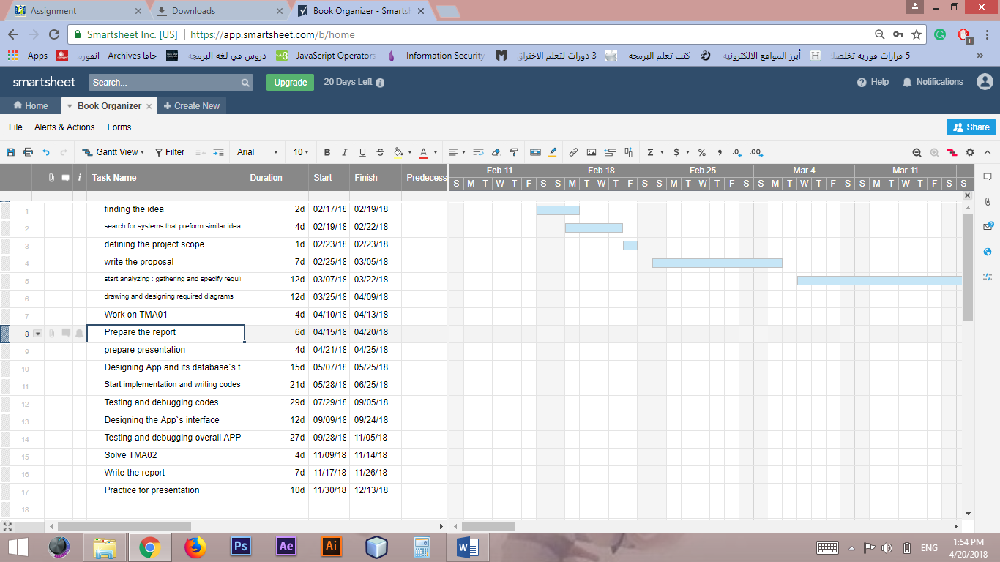 Assignment
Downloads
Book Organizer - Smartsh
Smartsheet Inc. [US] https://app.smartsheet.com/b/home
Apps
جافا Archives - انفورد
دروس في لغة البرمجة
JavaScript Operators
Information Security
3 دورات لتعلم الاختراق
كتب تعلم البرمجة
أبرز المواقع الالكترونية
5 قرارات فورية تخلصك
smartsheet Search... Upgrade 20 Days Left Help Notifications
Home Book Organizer Create New
File Alerts & Actions Forms Share
Gantt View Filter Arial 10 B I U S A Σ $ % , .0 .00
Task Name Duration Start Finish Predecess Feb 11 Feb 18 Feb 25 Mar 4 Mar 11
S M T W T F S S M T W T F S S M T W T F S S M T W T F S S M T W T F S S
1 finding the idea 2d 02/17/18 02/19/18
2 search for systems that preform similar idea 4d 02/19/18 02/22/18
3 defining the project scope 1d 02/23/18 02/23/18
4 write the proposal 7d 02/25/18 03/05/18
5 start analyzing : gathering and specify requi 12d 03/07/18 03/22/18
6 drawing and designing required diagrams 12d 03/25/18 04/09/18
7 Work on TMA01 4d 04/10/18 04/13/18
8 Prepare the report 6d 04/15/18 04/20/18
9 prepare presentation 4d 04/21/18 04/25/18
10 Designing App and its database`s t 15d 05/07/18 05/25/18
11 Start implementation and writing codes 21d 05/28/18 06/25/18
12 Testing and debugging codes 29d 07/29/18 09/05/18
13 Designing the App`s interface 12d 09/09/18 09/24/18
14 Testing and debugging overall APP 27d 09/28/18 11/05/18
15 Solve TMA02 4d 11/09/18 11/14/18
16 Write the report 7d 11/17/18 11/26/18
17 Practice for presentation 10d 11/30/18 12/13/18
18
Ps Ae Ai W ENG 1:54 PM
4/20/2018